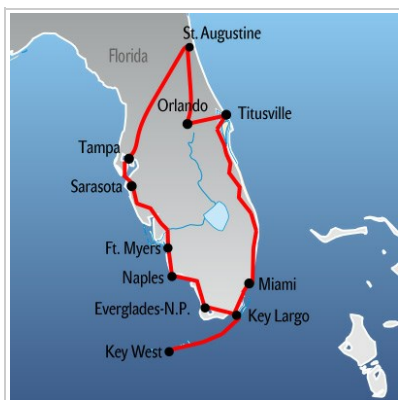 St. Augustine
Florida
Orlando
Titusville
Tampa
Sarasota
Ft. Myers
Naples
Miami
Everglades-N.P.
Key Largo
Key West